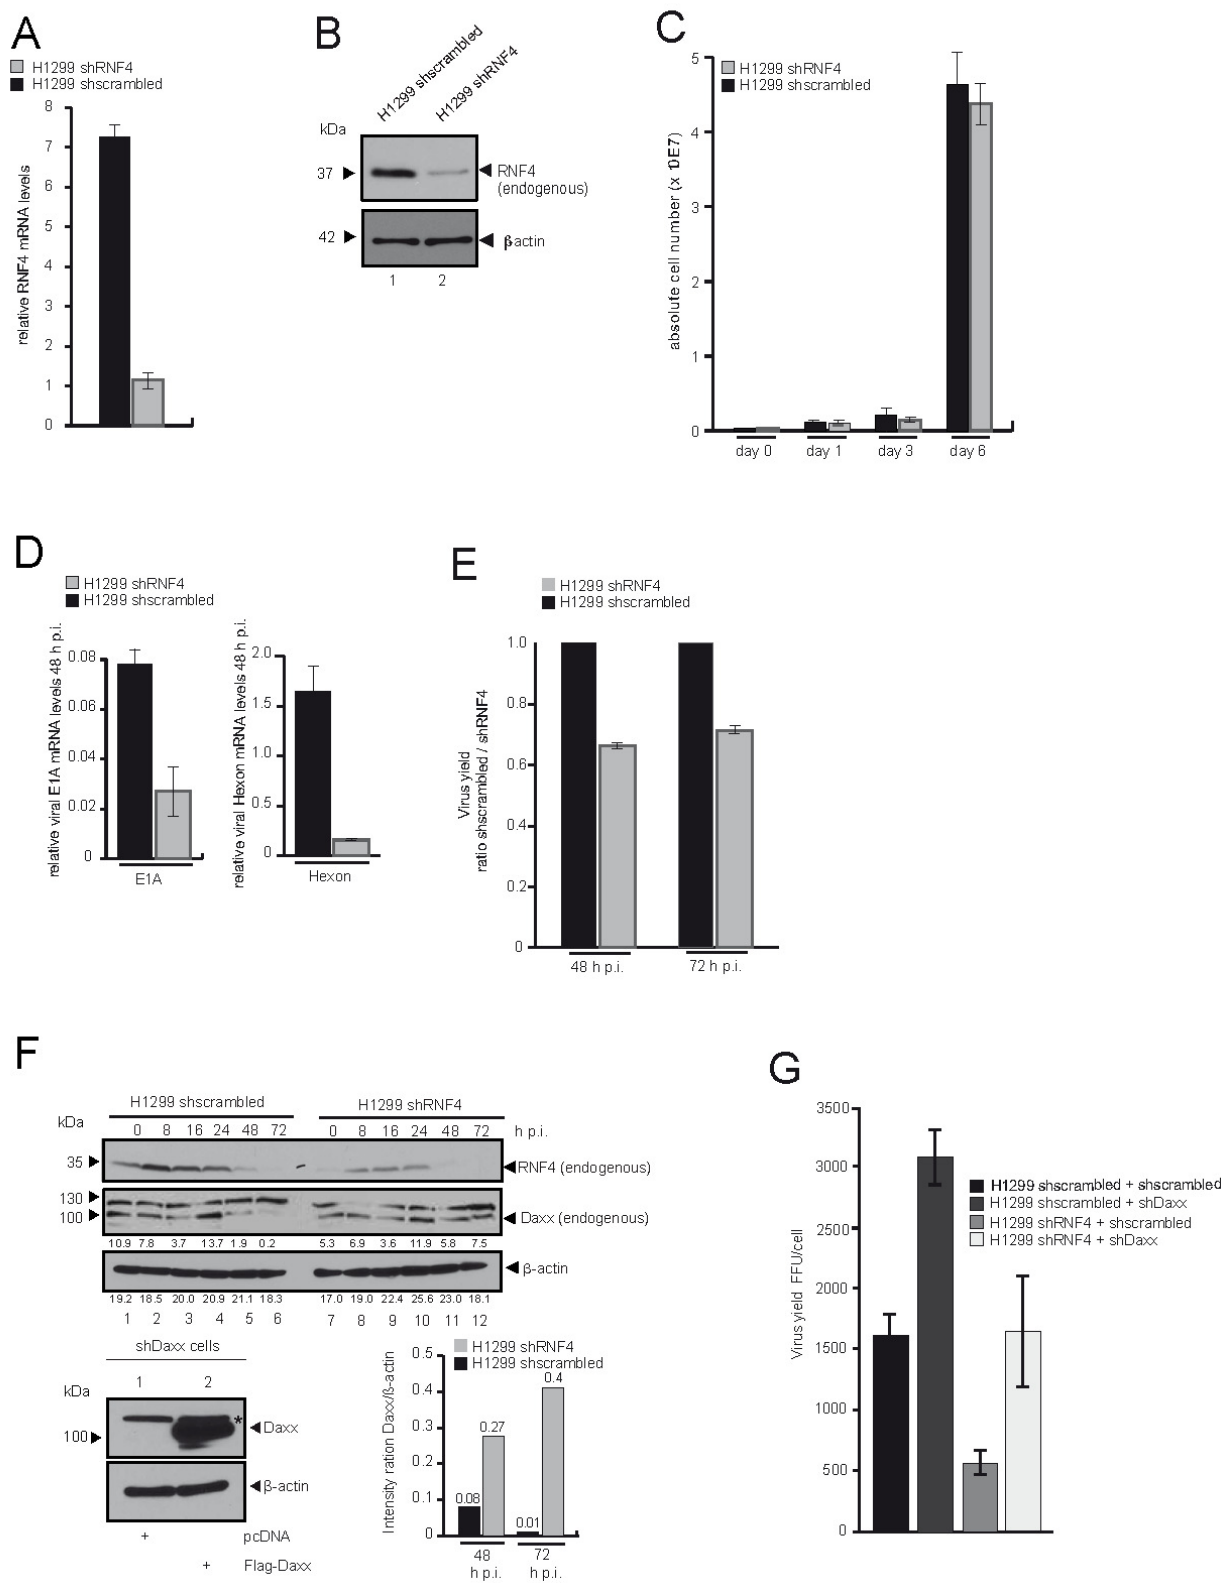 A
H1299 shRNF4
H1299 shscrambled
relative RNF4 mRNA levels
8
7
6
5
4
3
2
1
0
B
H1299 shscrambled
H1299 shRNF4
kDa
37
RNF4
(endogenous)
42
βactin
1 2
C
H1299 shRNF4
H1299 shscrambled
absolute cell number (x 1DE7)
5
4
3
2
1
0
day 0 day 1 day 3 day 6
D
H1299 shRNF4
H1299 shscrambled
relative viral E1A mRNA levels 48 h p.i.
0.08
0.06
0.04
0.02
0
E1A
relative viral Hexon mRNA levels 48 h p.i.
2.0
1.5
1.0
0.5
0
Hexon
E
H1299 shRNF4
H1299 shscrambled
Virus yield
ratio shscrambled / shRNF4
1.0
0.8
0.6
0.4
0.2
0
48 h p.i. 72 h p.i.
F
H1299 shscrambled H1299 shRNF4
kDa
0 8 16 24 48 72 0 8 16 24 48 72 h p.i.
35 RNF4 (endogenous)
130
100 Daxx (endogenous)
10.9 7.8 3.7 13.7 1.9 0.2 5.3 6.9 3.6 11.9 5.8 7.5
β-actin
19.2 18.5 20.0 20.9 21.1 18.3 17.0 19.0 22.4 25.6 23.0 18.1
1 2 3 4 5 6 7 8 9 10 11 12
shDaxx cells
kDa
1 2
*
Daxx
100
β-actin
+ pcDNA
+ Flag-Daxx
H1299 shRNF4
H1299 shscrambled
Intensity ration Daxx/ß-actin
0.5
0.4
0.3
0.2
0.1
0
0.08 0.27 0.01 0.4
48 72
h p.i. h p.i.
G
Virus yield FFU/cell
3500
3000
2500
2000
1500
1000
500
0
H1299 shscrambled + shscrambled
H1299 shscrambled + shDaxx
H1299 shRNF4 + shscrambled
H1299 shRNF4 + shDaxx